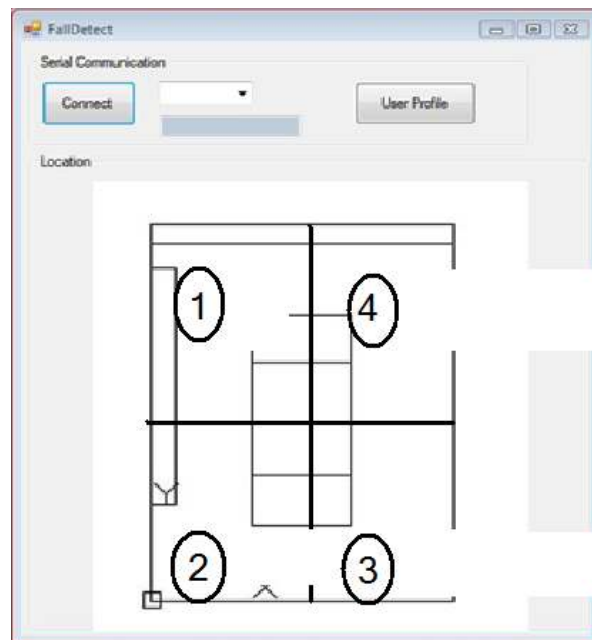 FallDetect
Serial Communication
Connect
User Profile
Location
1
4
2
3